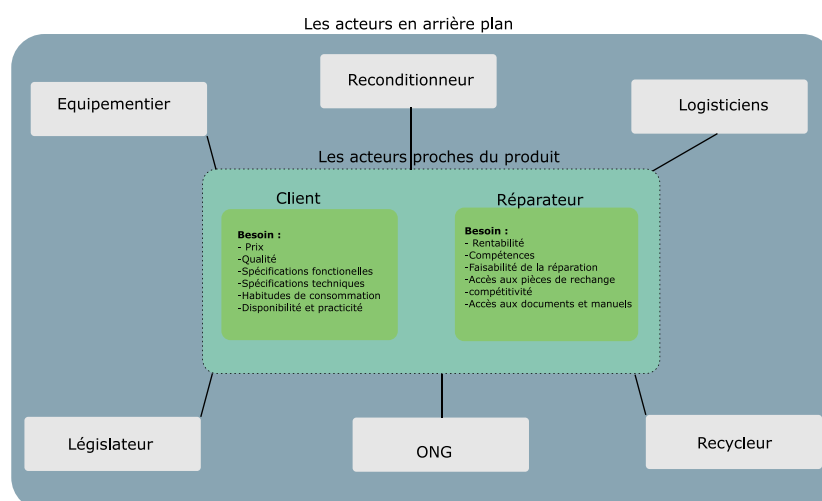 Les acteurs en arrière plan
Equipementier
Reconditionneur
Logisticiens
Les acteurs proches du produit
Client
Besoin :
- Prix
-Qualité
-Spécifications fonctionelles
-Spécifications techniques
-Habitudes de consommation
-Disponibilité et practicité
Réparateur
Besoin :
- Rentabilité
-Compétences
-Faisabilité de la réparation
-Accès aux pièces de rechange
-compétitivité
-Accès aux documents et manuels
Législateur
ONG
Recycleur